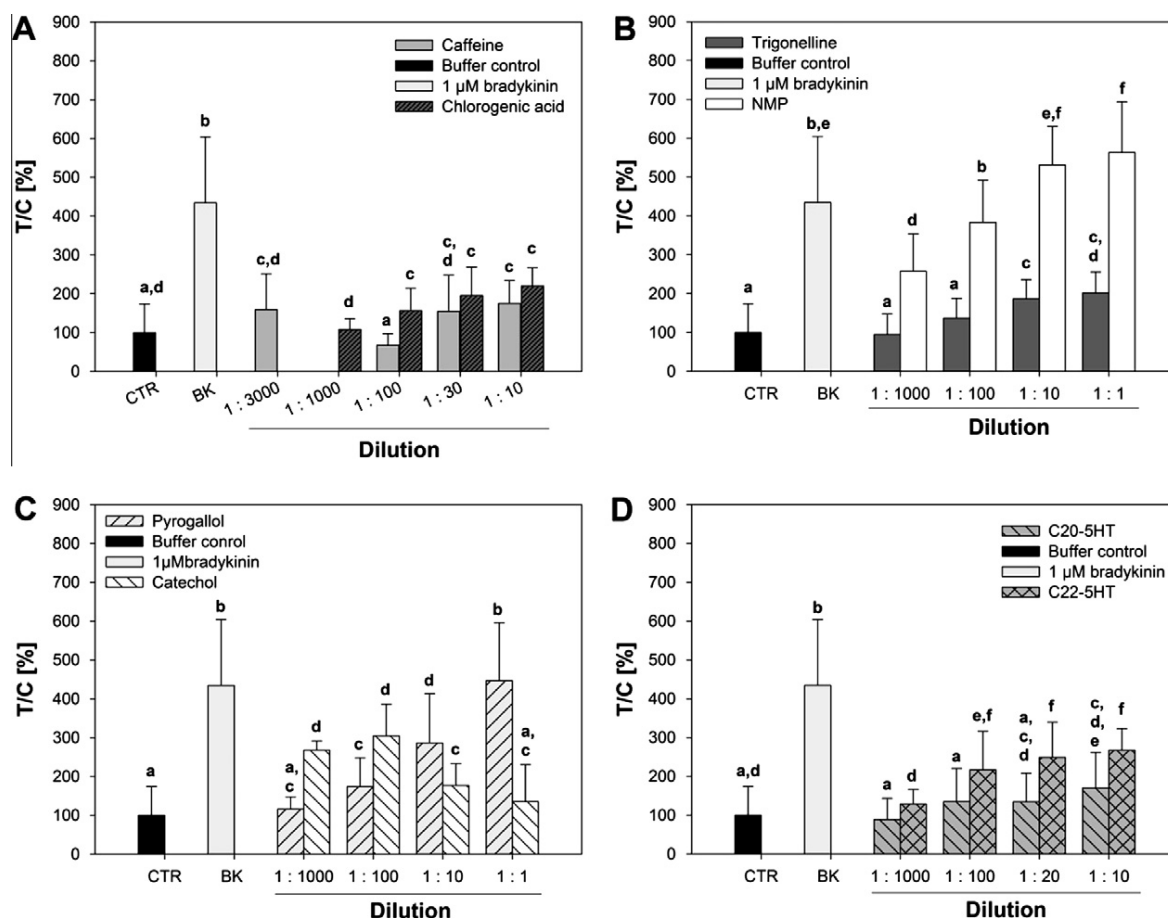 A
900
800
700
600
500
400
300
200
100
0
T/C [%]
Caffeine
Buffer control
1 µM bradykinin
Chlorogenic acid
a,d
b
c,d
d
a
c
c,
d
c
c
c
CTR
BK
1 : 3000
1 : 1000
1 : 100
1 : 30
1 : 10
Dilution
B
900
800
700
600
500
400
300
200
100
0
T/C [%]
Trigonelline
Buffer control
1 µM bradykinin
NMP
a
b,e
a
d
a
b
c
e,f
c,
d
f
CTR
BK
1 : 1000
1 : 100
1 : 10
1 : 1
Dilution
C
900
800
700
600
500
400
300
200
100
0
T/C [%]
Pyrogallol
Buffer conrol
1µMbradykinin
Catechol
a
b
a,
c
d
c
d
d
c
b
a,
c
CTR
BK
1 : 1000
1 : 100
1 : 10
1 : 1
Dilution
D
900
800
700
600
500
400
300
200
100
0
T/C [%]
C20-5HT
Buffer control
1 µM bradykinin
C22-5HT
a,d
b
a
d
a
e,f
a,
c,
d
f
c,
d,
e
f
CTR
BK
1 : 1000
1 : 100
1 : 20
1 : 10
Dilution